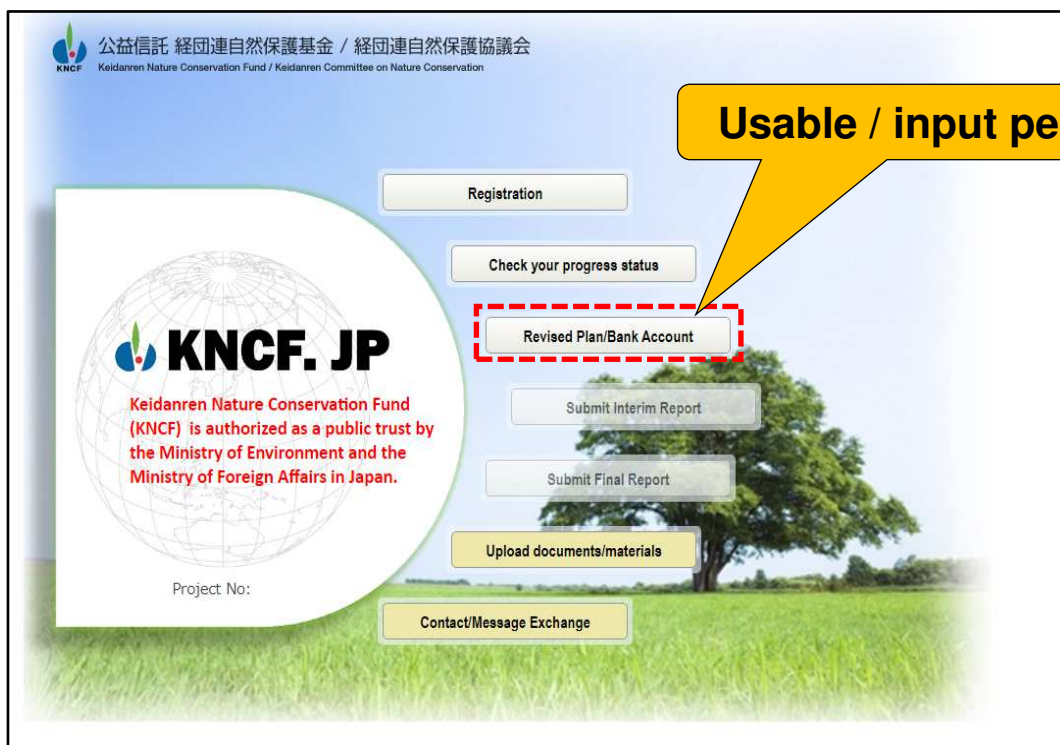 公益信託 経団連自然保護基金 / 経団連自然保護協議会
KNCF
Keidanren Nature Conservation Fund / Keidanren Committee on Nature Conservation
Usable / input pe
Registration
Check your progress status
Revised Plan/Bank Account
KNCF. JP
Keidanren Nature Conservation Fund
(KNCF) is authorized as a public trust by
the Ministry of Environment and the
Ministry of Foreign Affairs in Japan.
Submit Interim Report
Submit Final Report
Upload documents/materials
Project No:
Contact/Message Exchange